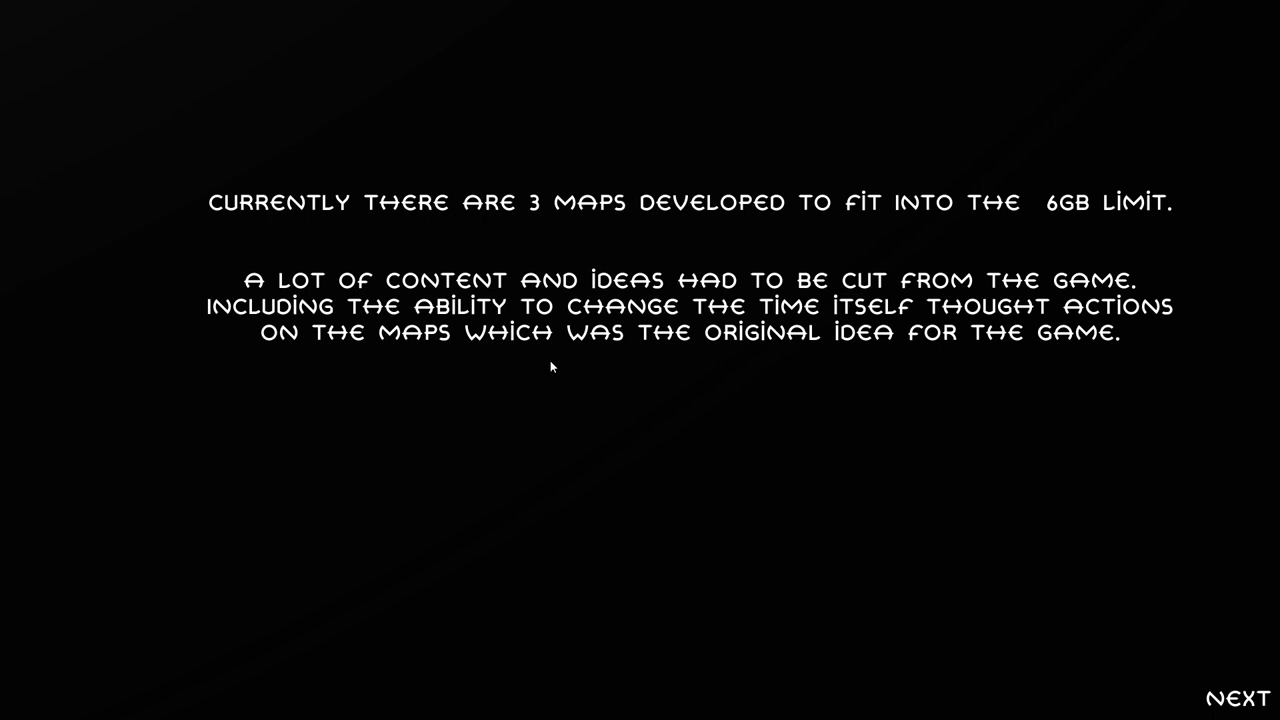 CURRENTLY THERE ARE 3 MAPS DEVELOPED TO FIT INTO THE 6GB LIMIT.
A LOT OF CONTENT AND IDEAS HAD TO BE CUT FROM THE GAME.
INCLUDING THE ABILITY TO CHANGE THE TIME ITSELF THOUGHT ACTIONS
ON THE MAPS WHICH WAS THE ORIGINAL IDEA FOR THE GAME.
NEXT